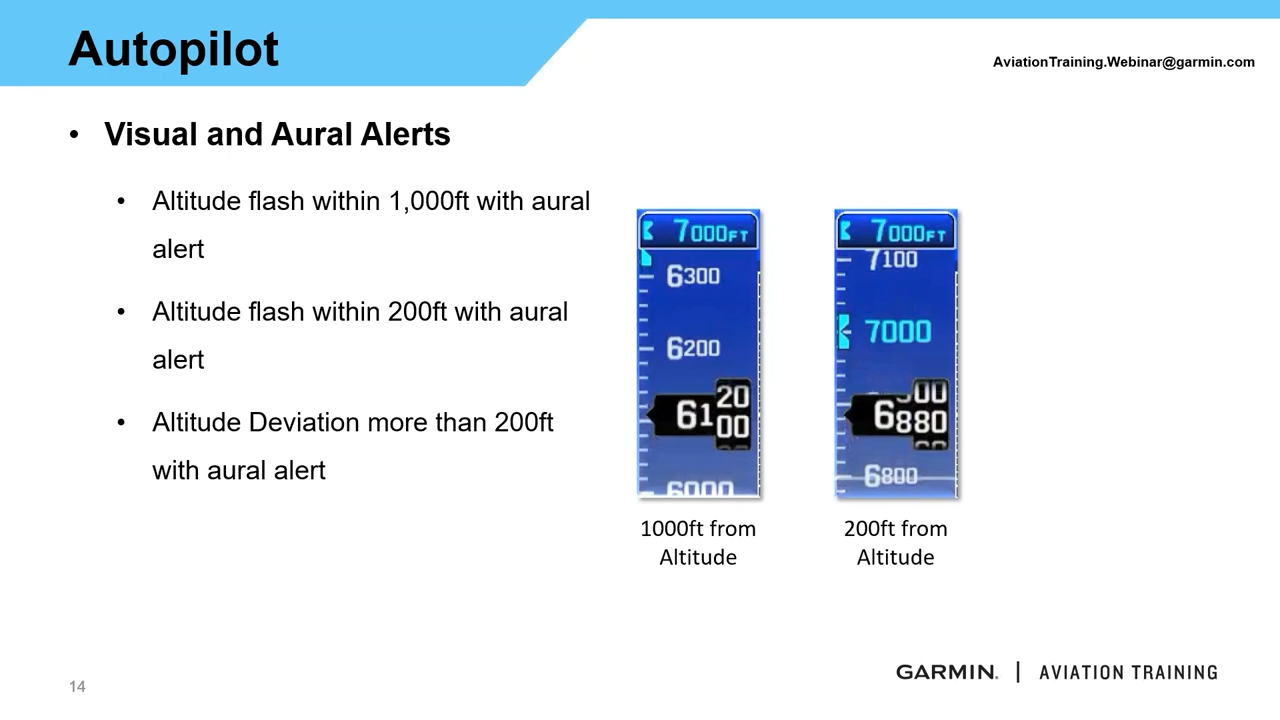 Autopilot
AviationTraining.Webinar@garmin.com
• Visual and Aural Alerts
• Altitude flash within 1,000ft with aural
alert
• Altitude flash within 200ft with aural
alert
• Altitude Deviation more than 200ft
with aural alert
7000FT
6300
6200
20
6100
6000
1000ft from
Altitude
7000FT
7100
7000
00
6880
6800
200ft from
Altitude
14
GARMIN. | AVIATION TRAINING